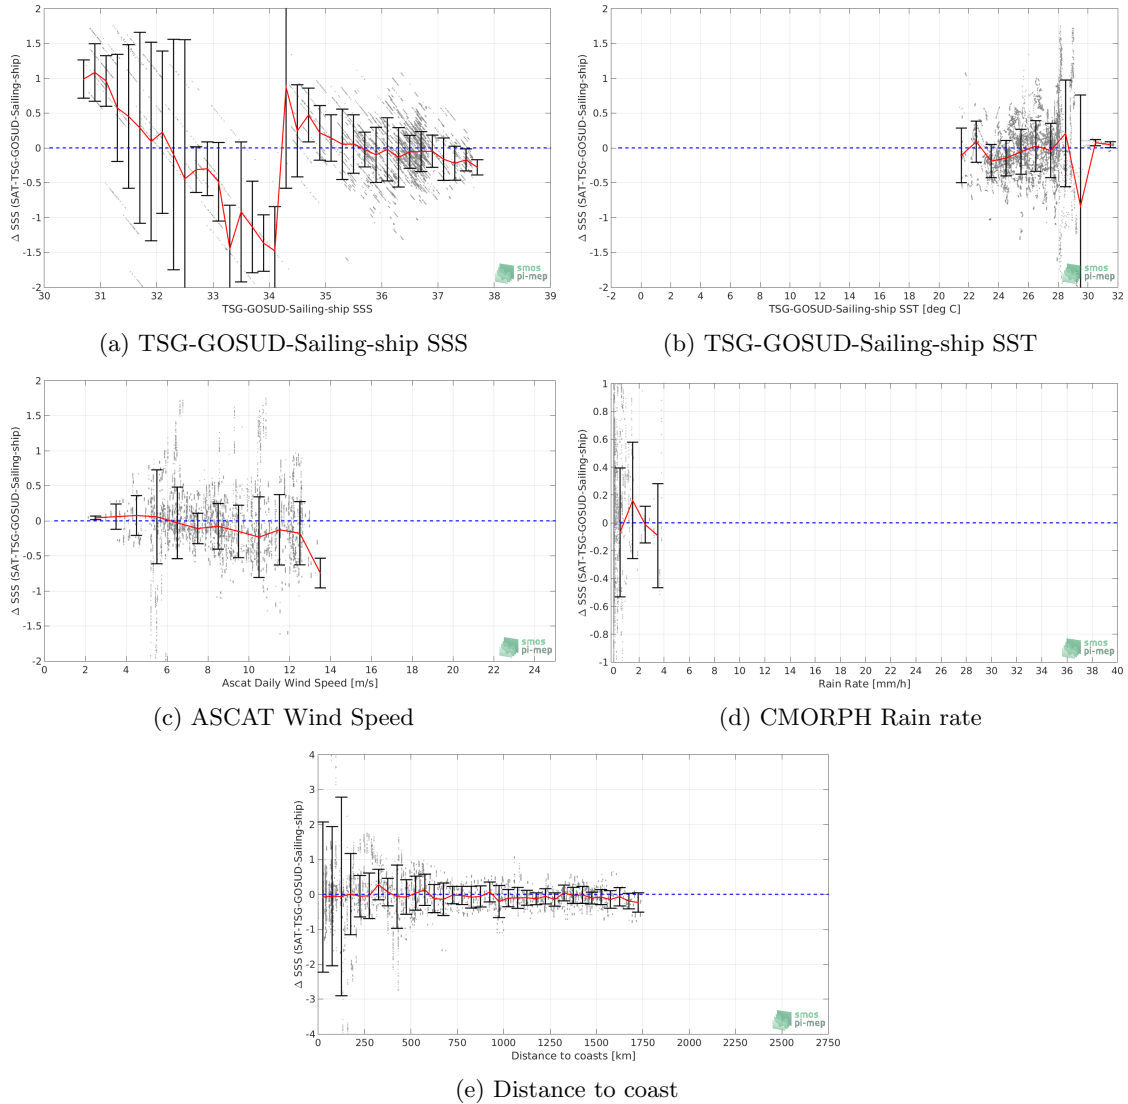 2
1.5
1
0.5
0
-0.5
-1
-1.5
-2
Δ SSS (SAT-TSG-GOSUD-Sailing-ship)
30 31 32 33 34 35 36 37 38 39
TSG-GOSUD-Sailing-ship SSS
smos
pi-mep
(a) TSG-GOSUD-Sailing-ship SSS
2
1.5
1
0.5
0
-0.5
-1
-1.5
-2
Δ SSS (SAT-TSG-GOSUD-Sailing-ship)
-2 0 2 4 6 8 10 12 14 16 18 20 22 24 26 28 30 32
TSG-GOSUD-Sailing-ship SST [deg C]
smos
pi-mep
(b) TSG-GOSUD-Sailing-ship SST
2
1.5
1
0.5
0
-0.5
-1
-1.5
-2
Δ SSS (SAT-TSG-GOSUD-Sailing-ship)
0 2 4 6 8 10 12 14 16 18 20 22 24
Ascat Daily Wind Speed [m/s]
smos
pi-mep
(c) ASCAT Wind Speed
1
0.8
0.6
0.4
0.2
0
-0.2
-0.4
-0.6
-0.8
-1
Δ SSS (SAT-TSG-GOSUD-Sailing-ship)
0 2 4 6 8 10 12 14 16 18 20 22 24 26 28 30 32 34 36 38 40
Rain Rate [mm/h]
smos
pi-mep
(d) CMORPH Rain rate
4
3
2
1
0
-1
-2
-3
-4
Δ SSS (SAT-TSG-GOSUD-Sailing-ship)
0 250 500 750 1000 1250 1500 1750 2000 2250 2500 2750
Distance to coasts [km]
smos
pi-mep
(e) Distance to coast